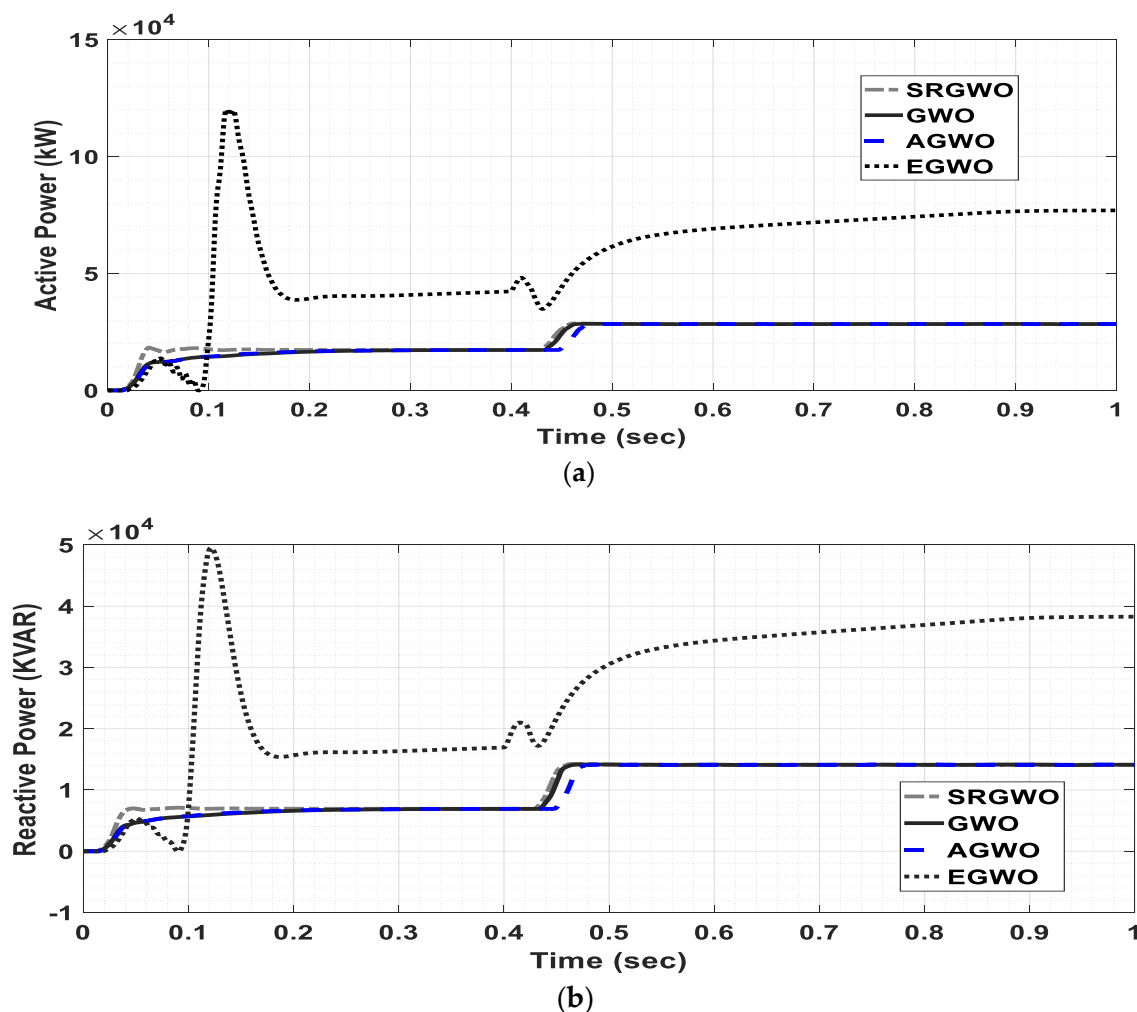 ×10⁴
15
10
5
0
Active Power (kW)
SRGWO
GWO
AGWO
EGWO
0 0.1 0.2 0.3 0.4 0.5 0.6 0.7 0.8 0.9 1
Time (sec)
(a)
×10⁴
5
4
3
2
1
0
-1
Reactive Power (KVAR)
SRGWO
GWO
AGWO
EGWO
0 0.1 0.2 0.3 0.4 0.5 0.6 0.7 0.8 0.9 1
Time (sec)
(b)